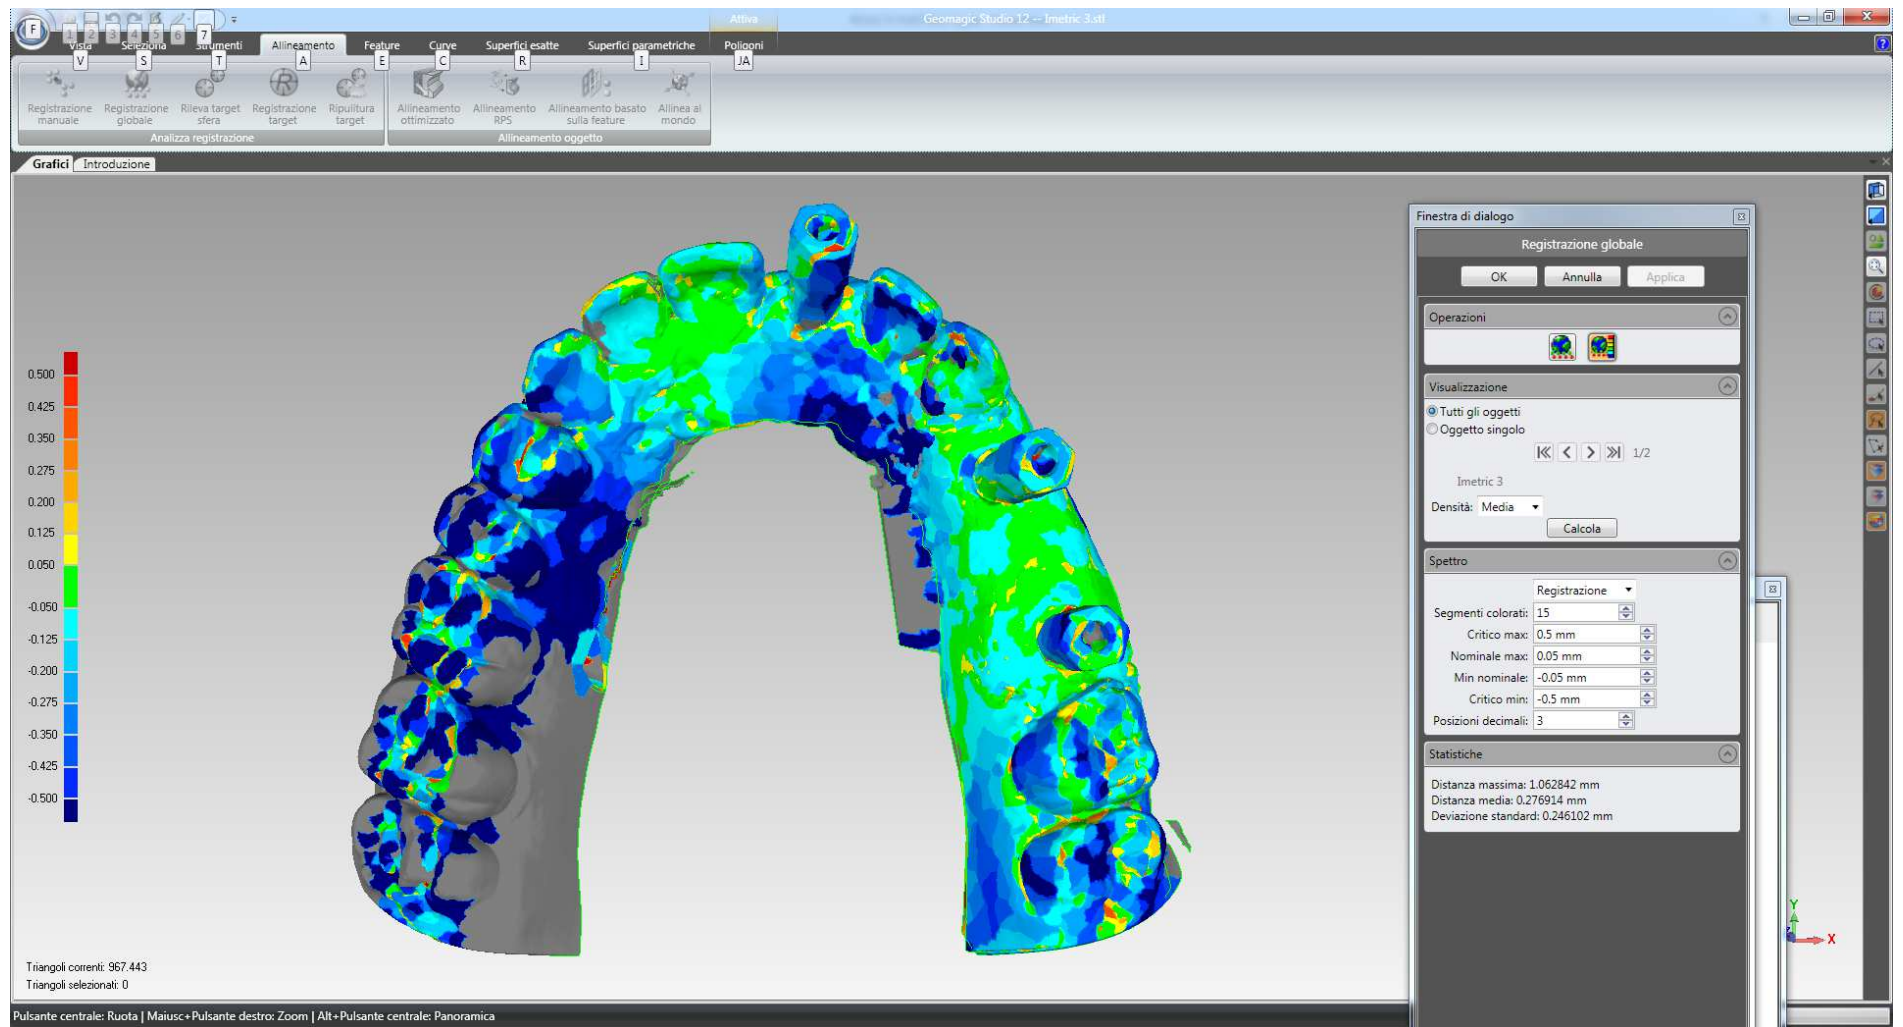 Attiva
Geomagic Studio 12 -- Imetric 3.stl
F
1 2 3 4 5 6 7
Vista Seleziona Strumenti Allineamento Feature Curve Superfici esatte Superfici parametriche Poligoni
V S T A E C R I JA
Registrazione manuale
Registrazione globale
Rileva target sfera
Registrazione target
Ripulitura target
Allineamento ottimizzato
Allineamento RPS
Allineamento basato sulla feature
Allinea al mondo
Analizza registrazione
Allineamento oggetto
Grafici Introduzione
0.500
0.425
0.350
0.275
0.200
0.125
0.050
-0.050
-0.125
-0.200
-0.275
-0.350
-0.425
-0.500
Finestra di dialogo
Registrazione globale
OK Annulla Applica
Operazioni
Visualizzazione
Tutti gli oggetti
Oggetto singolo
1/2
Imetric 3
Densità: Media
Calcola
Spettro
Registrazione
Segmenti colorati: 15
Critico max: 0.5 mm
Nominale max: 0.05 mm
Min nominale: -0.05 mm
Critico min: -0.5 mm
Posizioni decimali: 3
Statistiche
Distanza massima: 1.062842 mm
Distanza media: 0.276914 mm
Deviazione standard: 0.246102 mm
Y
X
Triangoli correnti: 967.443
Triangoli selezionati: 0
Pulsante centrale: Ruota | Maiusc+Pulsante destro: Zoom | Alt+Pulsante centrale: Panoramica